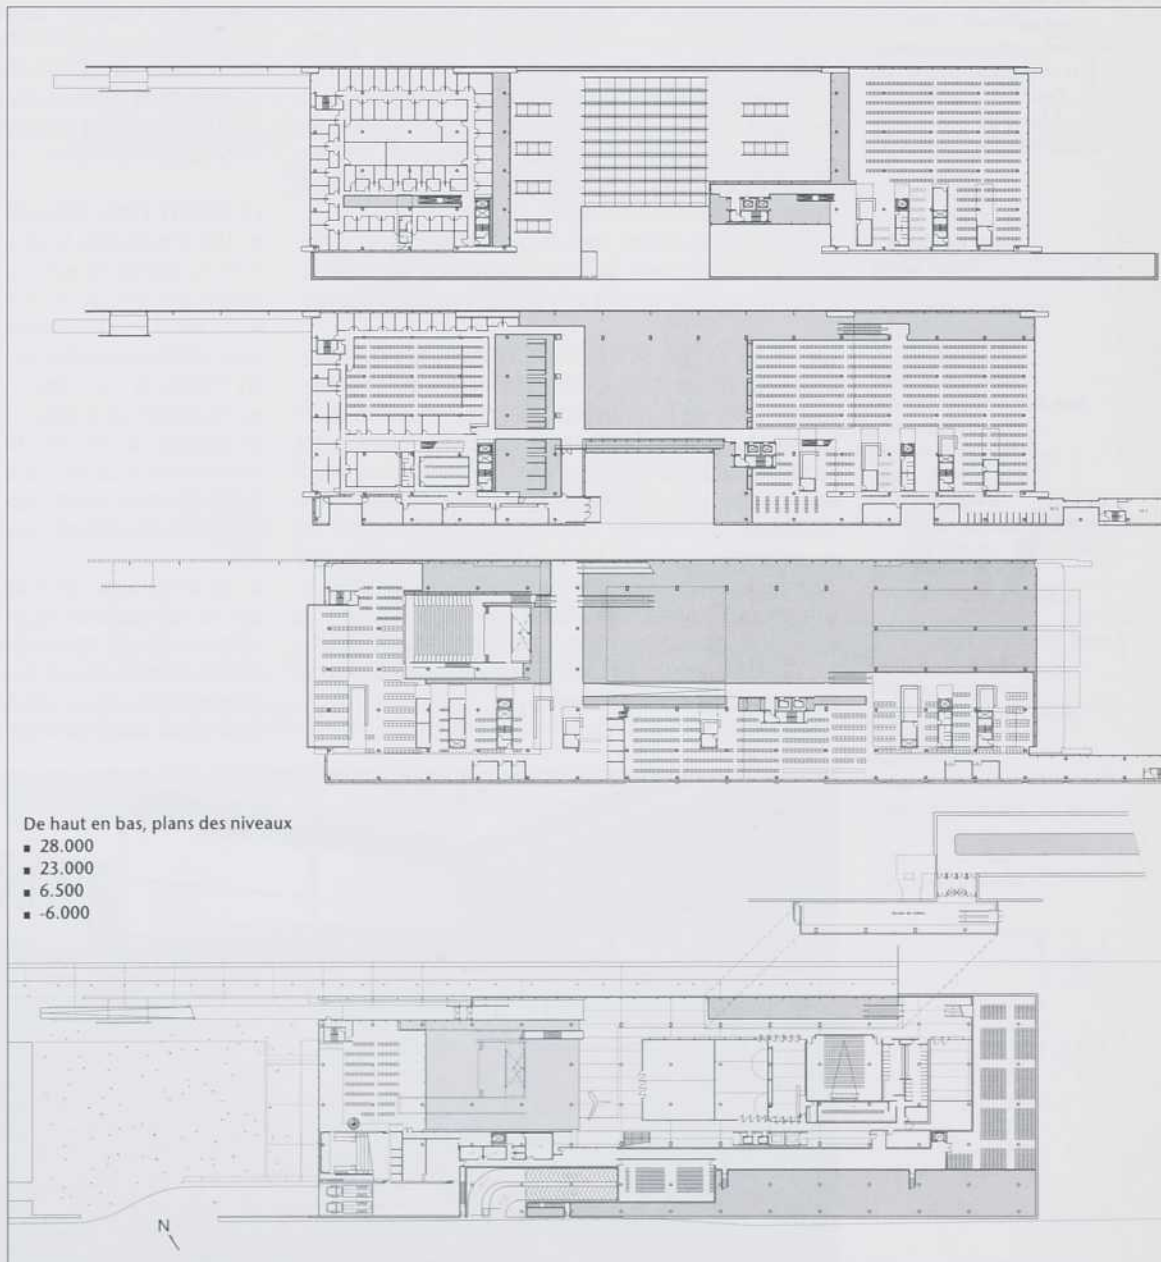 De haut en bas, plans des niveaux
▪ 28.000
▪ 23.000
▪ 6.500
▪ -6.000
N